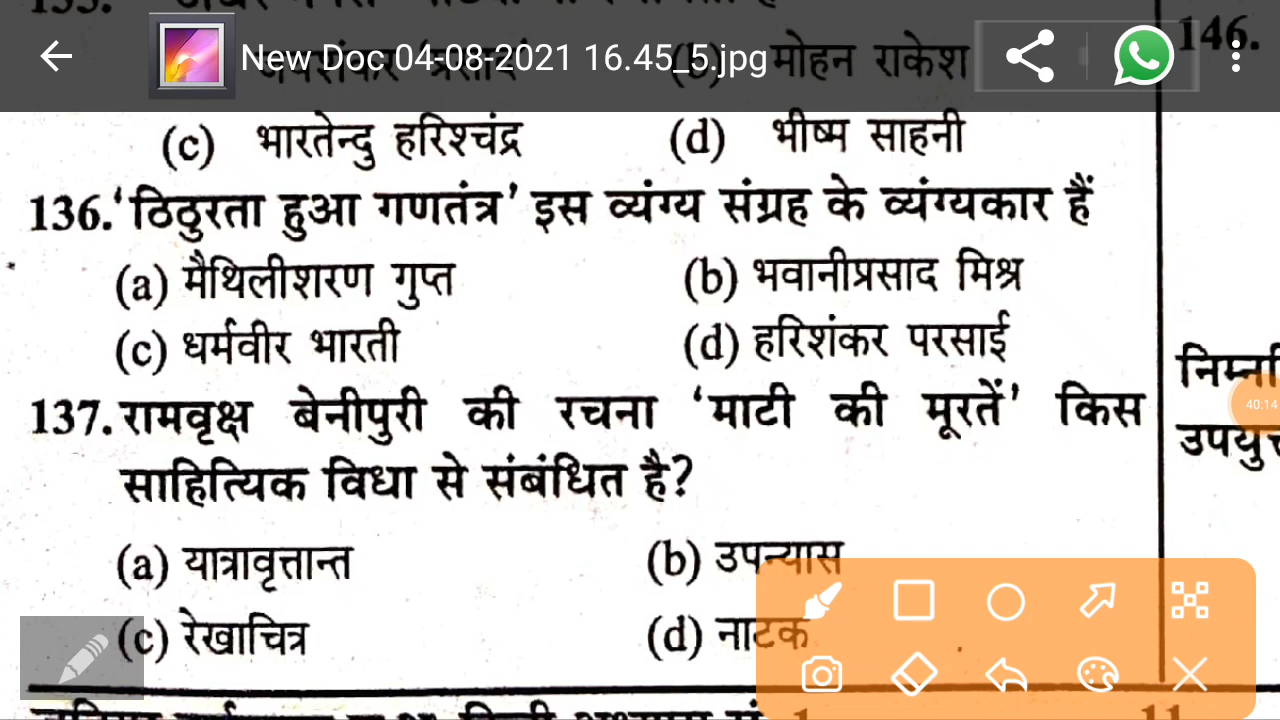 New Doc 04-08-2021 16.45_5.jpg
(b) मोहन राकेश
146.
(c) भारतेन्दु हरिश्चंद्र (d) भीष्म साहनी
136. 'ठिठुरता हुआ गणतंत्र' इस व्यंग्य संग्रह के व्यंग्यकार हैं
(a) मैथिलीशरण गुप्त (b) भवानीप्रसाद मिश्र
(c) धर्मवीर भारती (d) हरिशंकर परसाई
137. रामवृक्ष बेनीपुरी की रचना 'माटी की मूरतें' किस
साहित्यिक विधा से संबंधित है?
(a) यात्रावृत्तान्त (b) उपन्यास
(c) रेखाचित्र (d) नाटक
40:14